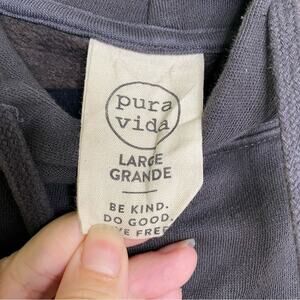 pura
vida
LARGE
GRANDE
BE KIND.
DO GOOD.
FREE